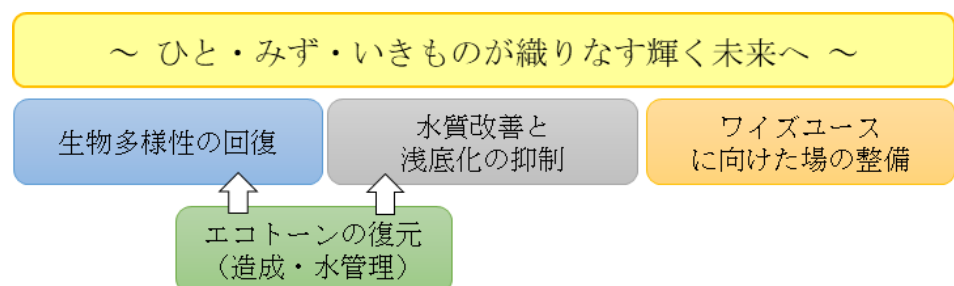 ～ ひと・みず・いきものが織りなす輝く未来へ ～
生物多様性の回復
水質改善と
浅底化の抑制
ワイズユース
に向けた場の整備
エコトーンの復元
（造成・水管理）